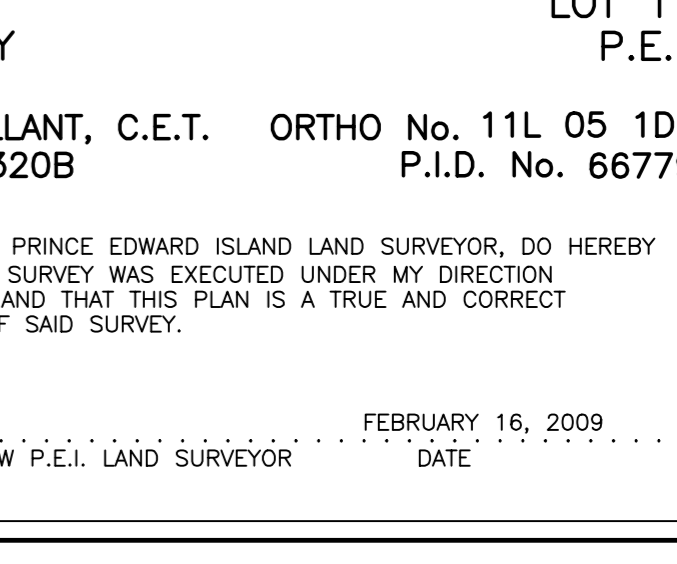 LOT 1
Y
P.E.
LLANT, C.E.T. ORTHO No. 11L 05 1D
320B P.I.D. No. 6677
PRINCE EDWARD ISLAND LAND SURVEYOR, DO HEREBY
SURVEY WAS EXECUTED UNDER MY DIRECTION
AND THAT THIS PLAN IS A TRUE AND CORRECT
F SAID SURVEY.
FEBRUARY 16, 2009
W P.E.I. LAND SURVEYOR DATE